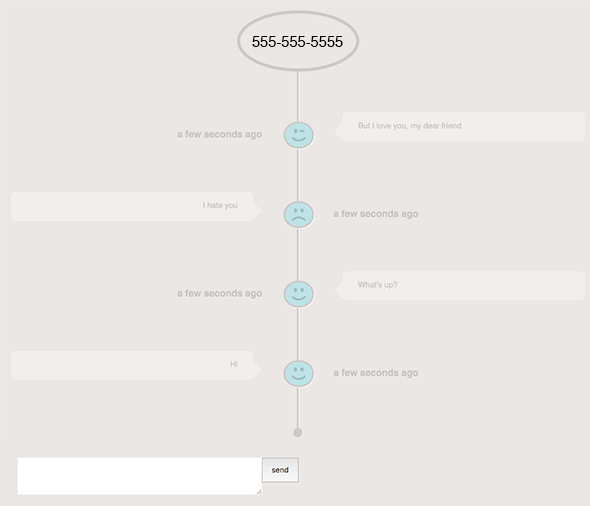 555-555-5555
a few seconds ago
But I love you, my dear friend
I hate you
a few seconds ago
a few seconds ago
What's up?
Hi
a few seconds ago
send